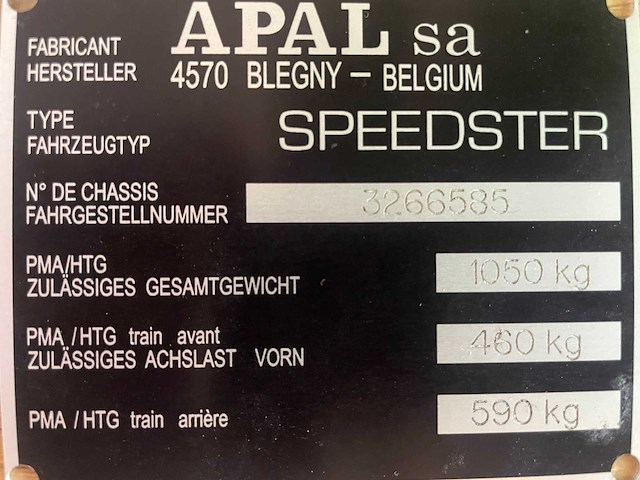 FABRICANT
HERSTELLER
APAL sa
4570 BLEGNY – BELGIUM
TYPE
FAHRZEUGTYP
SPEEDSTER
N° DE CHASSIS
FAHRGESTELLNUMMER
3266585
PMA/HTG
ZULÄSSIGES GESAMTGEWICHT
1050 kg
PMA /HTG train avant
ZULÄSSIGES ACHSLAST VORN
460 kg
PMA / HTG train arrière
590 kg